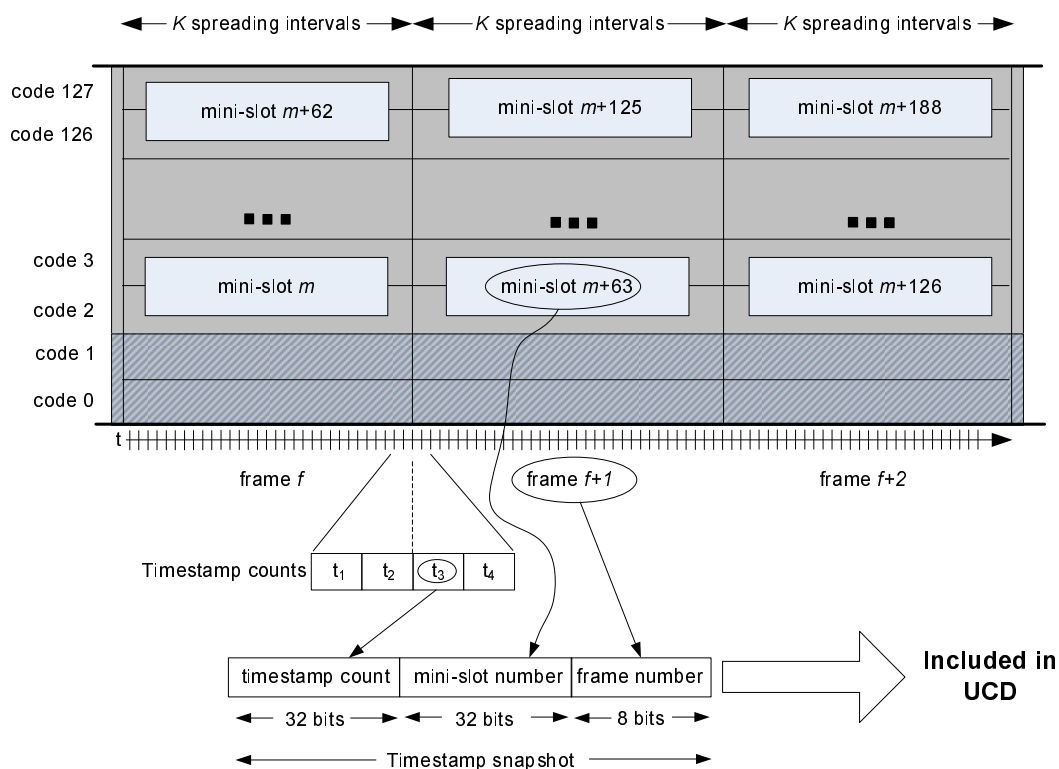 K spreading intervals K spreading intervals K spreading intervals
code 127
mini-slot m+62 mini-slot m+125 mini-slot m+188
code 126
code 3
mini-slot m mini-slot m+63 mini-slot m+126
code 2
code 1
code 0
t
frame f frame f+1 frame f+2
Timestamp counts t1 t2 t3 t4
timestamp count mini-slot number frame number
Included in
UCD
32 bits 32 bits 8 bits
Timestamp snapshot